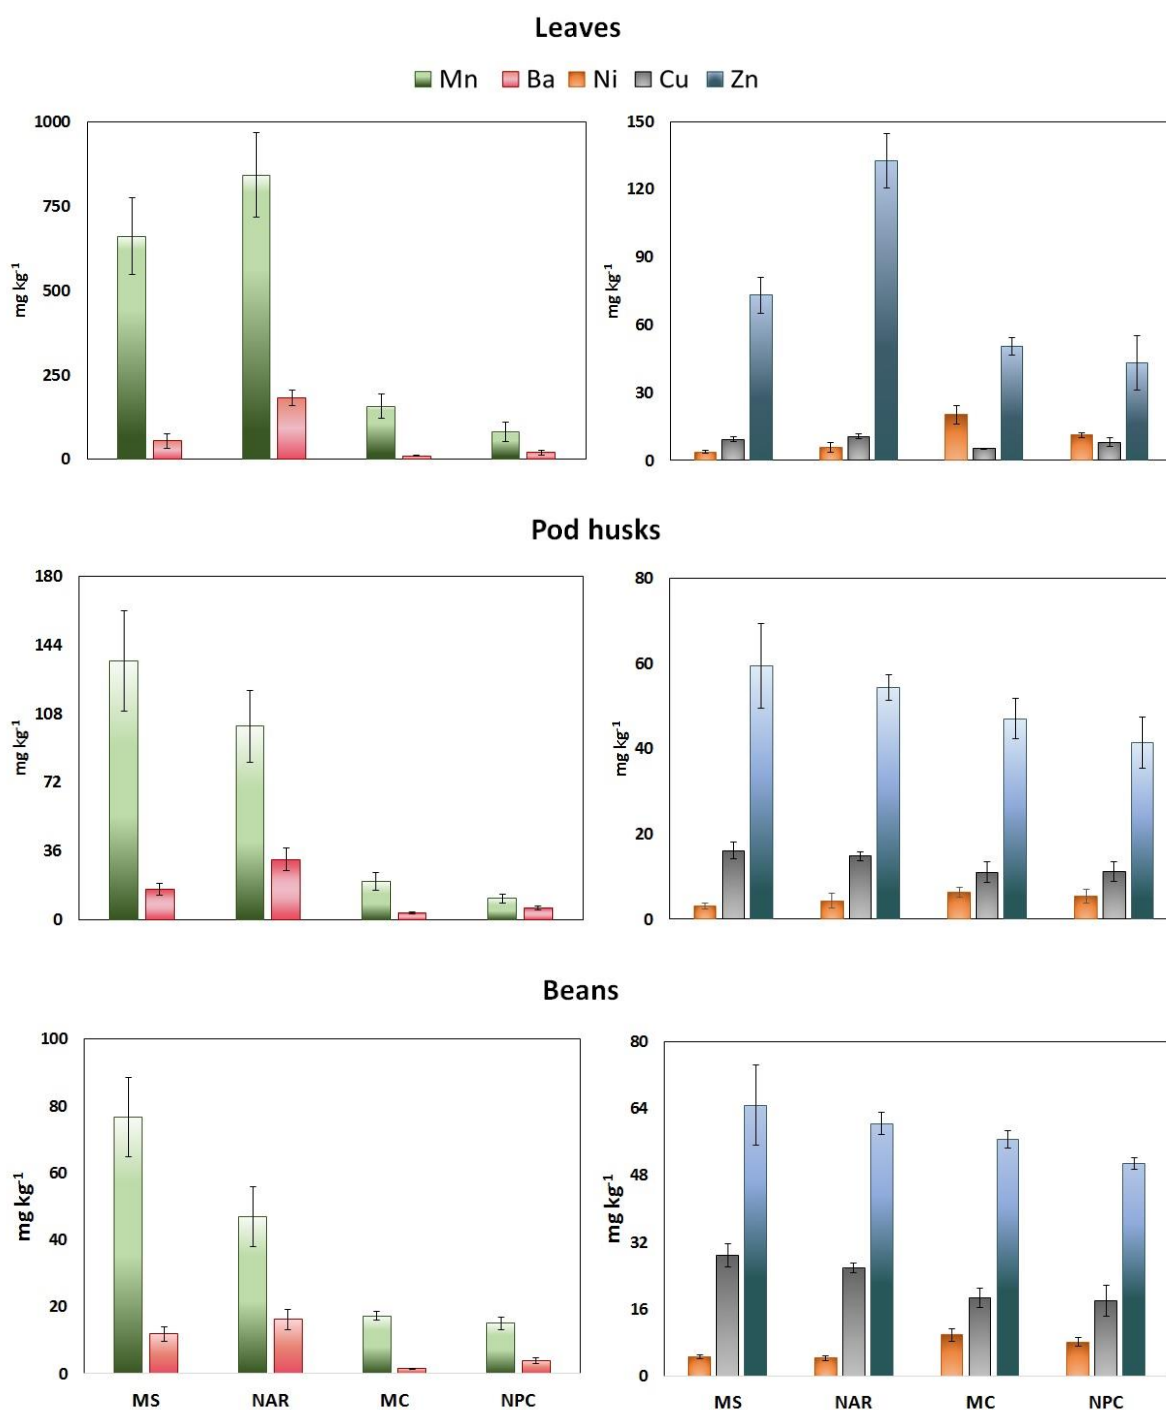 Leaves
Mn Ba Ni Cu Zn
1000
750
500
250
0
mg kg⁻¹
150
120
90
60
30
0
mg kg⁻¹
Pod husks
180
144
108
72
36
0
mg kg⁻¹
80
60
40
20
0
mg kg⁻¹
Beans
100
80
60
40
20
0
mg kg⁻¹
MS NAR MC NPC
80
64
48
32
16
0
mg kg⁻¹
MS NAR MC NPC